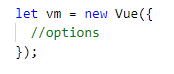 let vm = new Vue({
  //options
});